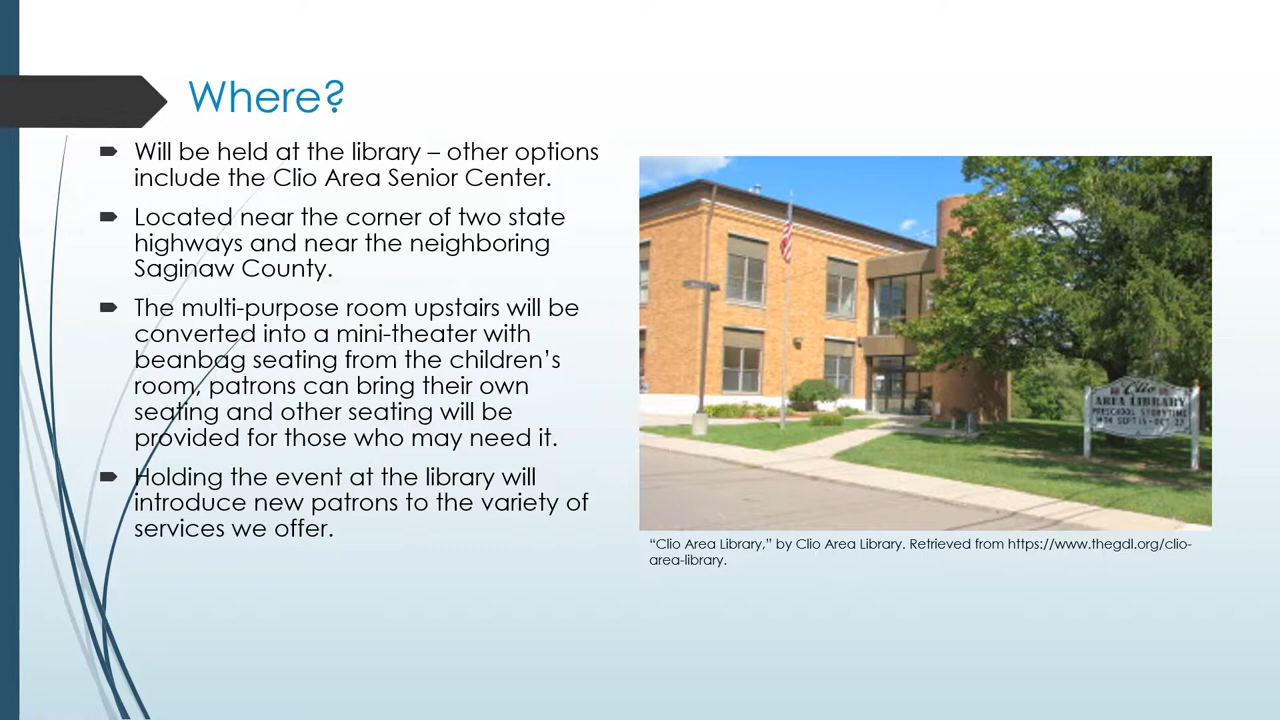 Where?
Will be held at the library – other options
include the Clio Area Senior Center.
Located near the corner of two state
highways and near the neighboring
Saginaw County.
The multi-purpose room upstairs will be
converted into a mini-theater with
beanbag seating from the children’s
room, patrons can bring their own
seating and other seating will be
provided for those who may need it.
Holding the event at the library will
introduce new patrons to the variety of
services we offer.
Clio
AREA LIBRARY
PRESCHOOL STORYTIME
“Clio Area Library,” by Clio Area Library. Retrieved from https://www.thegdl.org/clio-
area-library.